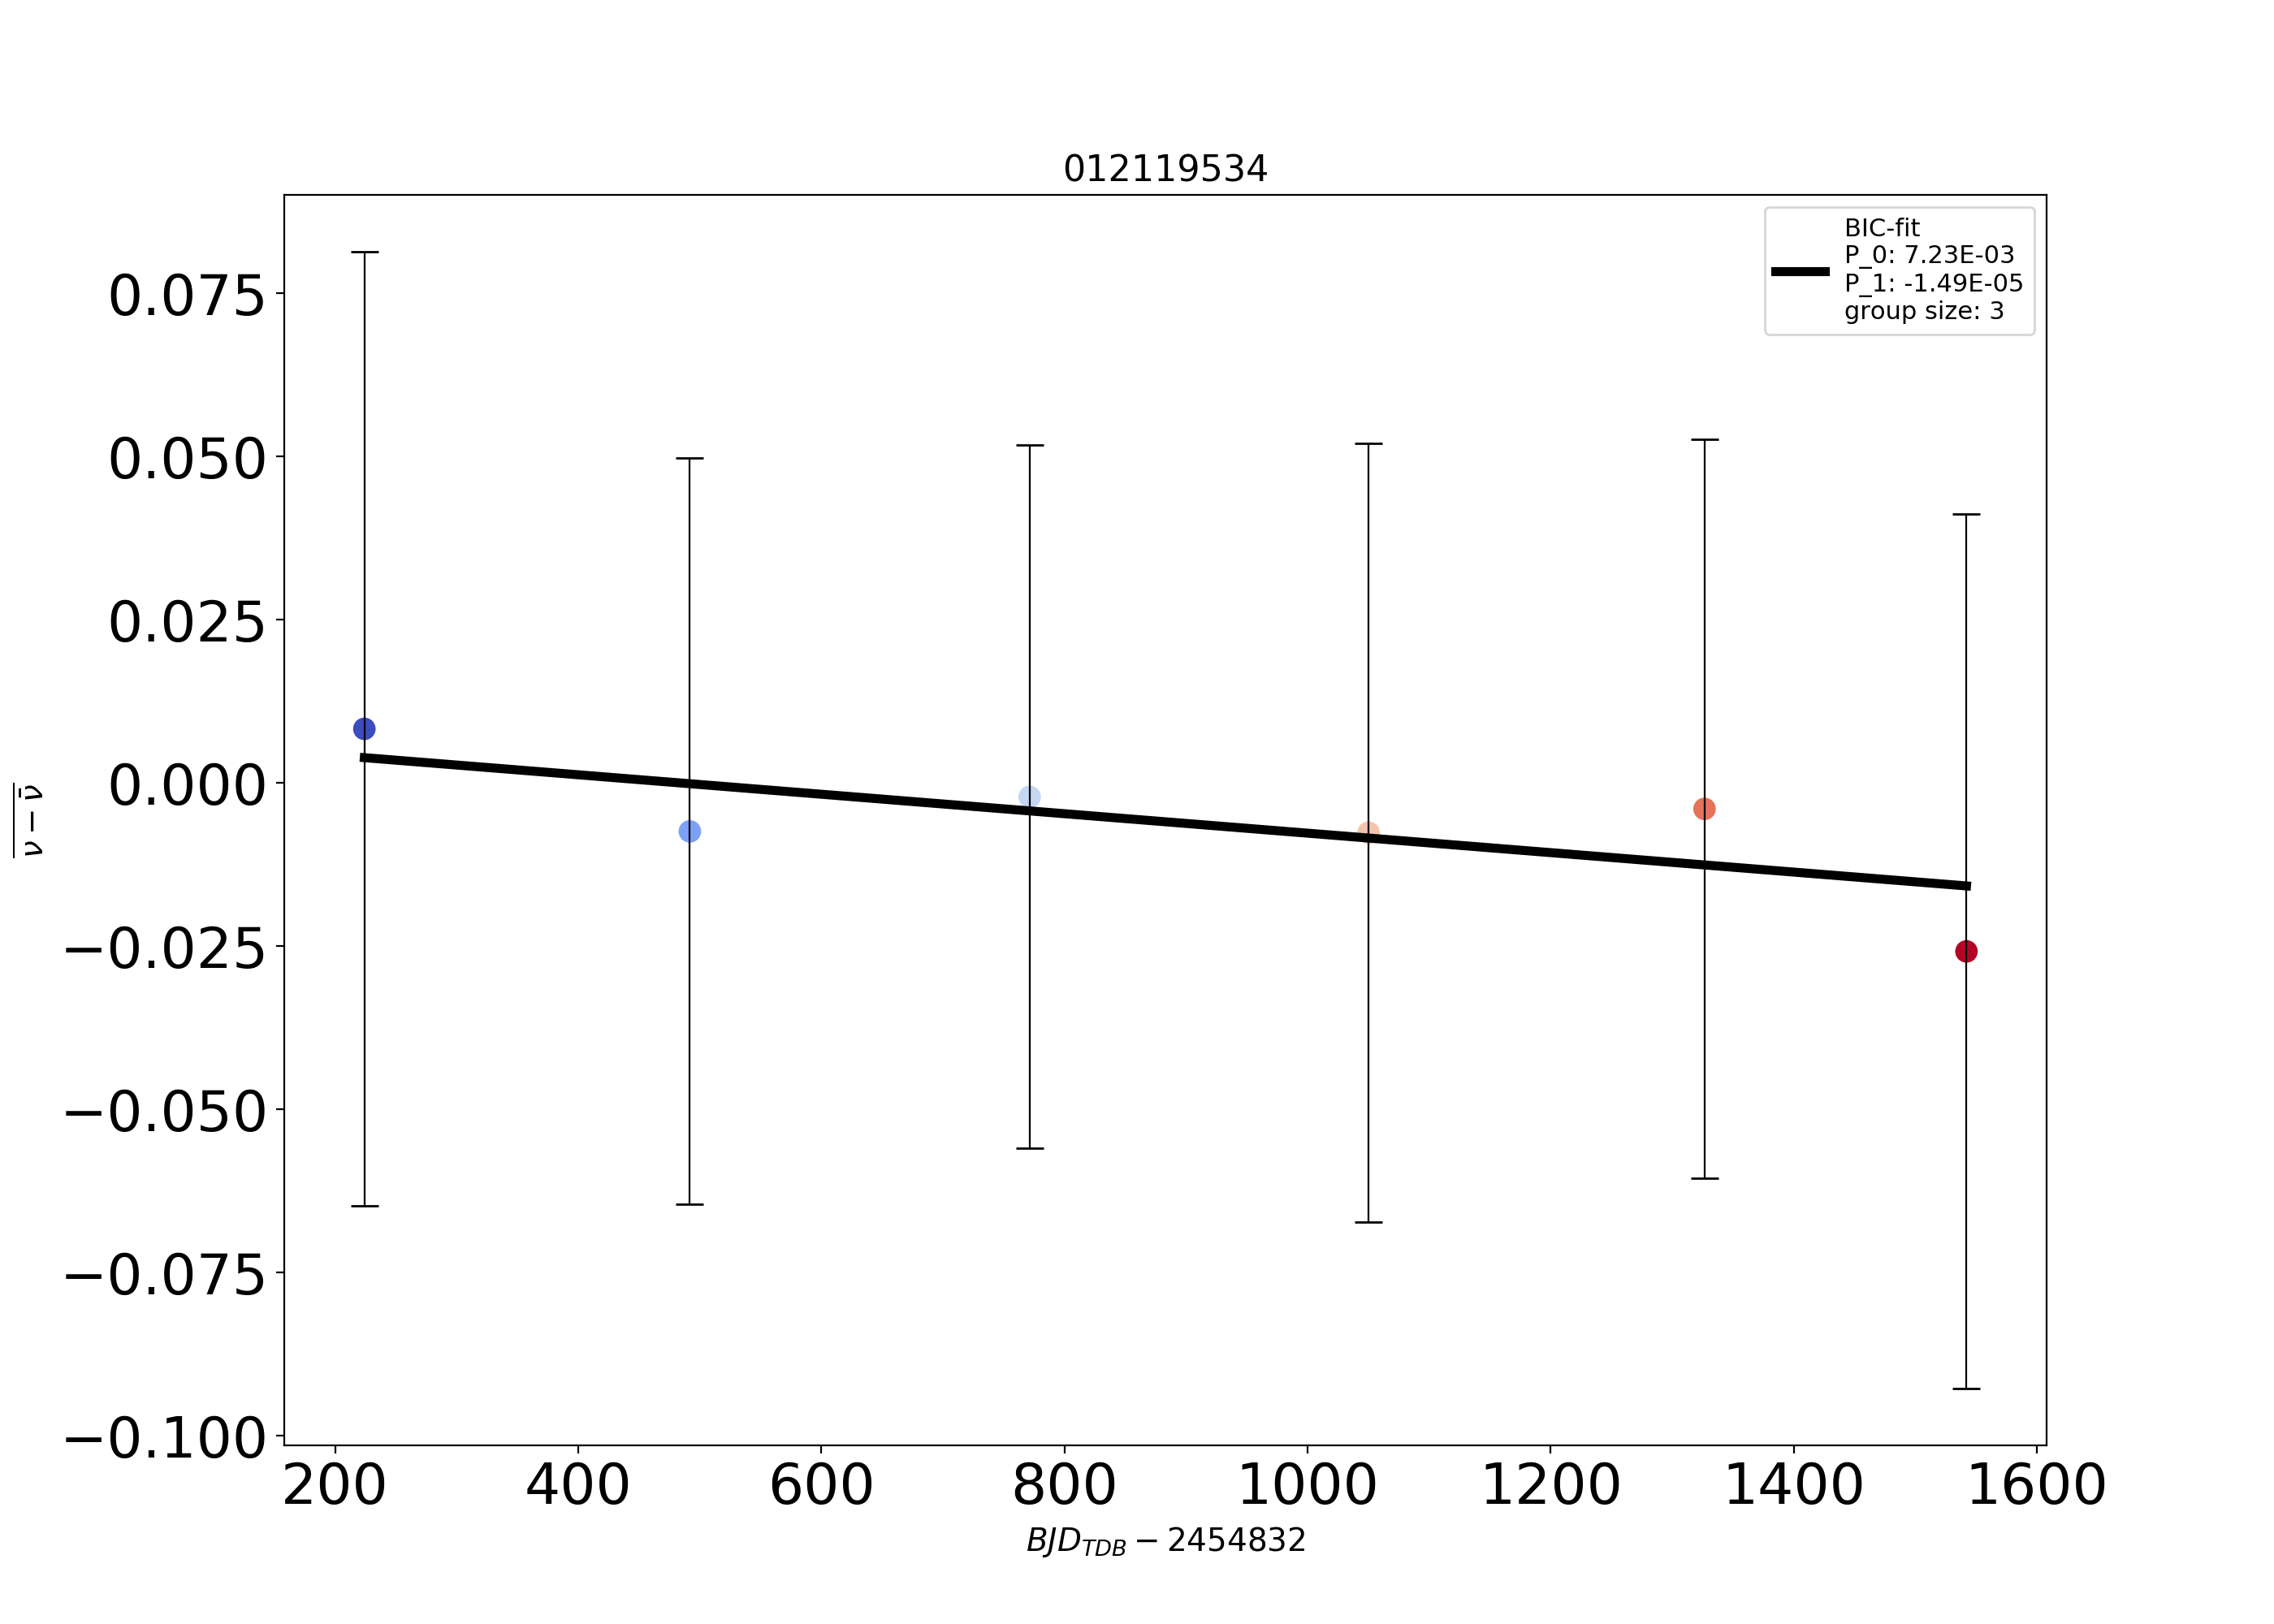 012119534
BIC-fit
P_0: 7.23E-03
P_1: -1.49E-05
group size: 3
0.075
0.050
0.025
0.000
−0.025
−0.050
−0.075
−0.100
ν − ν̄
200 400 600 800 1000 1200 1400 1600
BJD_TDB − 2454832